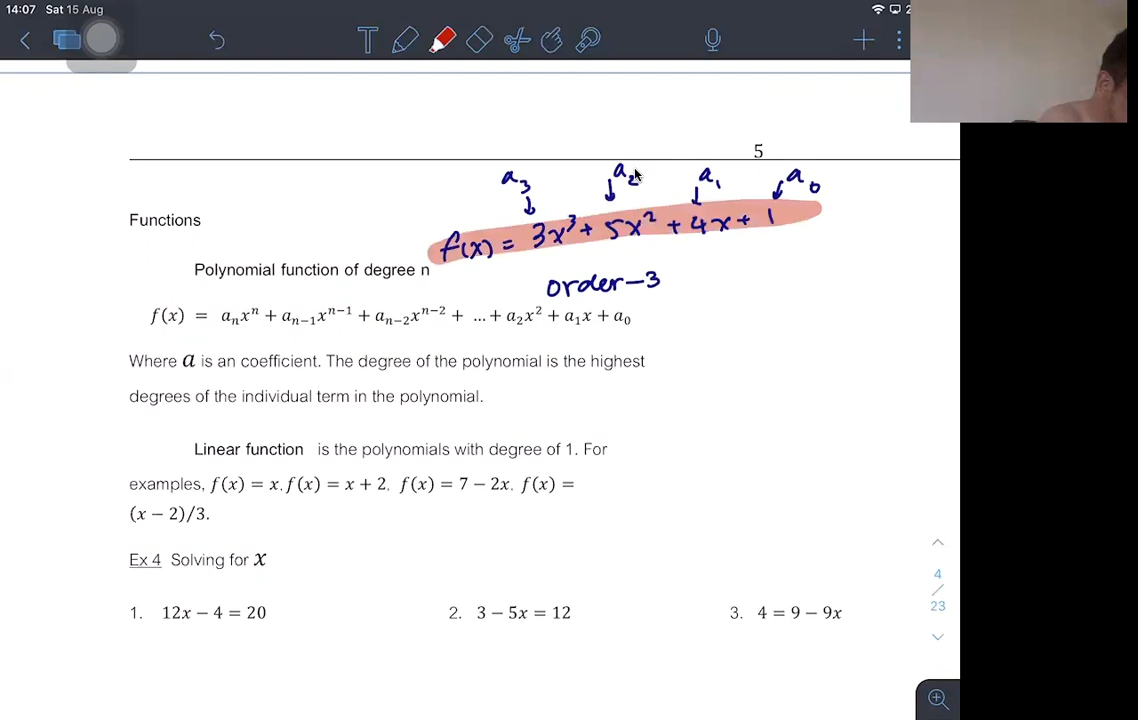 14:07 Sat 15 Aug
2
5
a₃ a₂ a₁ a₀
Functions
f(x) = 3x³ + 5x² + 4x + 1
Polynomial function of degree n
order-3
f(x) = aₙxⁿ + aₙ₋₁xⁿ⁻¹ + aₙ₋₂xⁿ⁻² + ... + a₂x² + a₁x + a₀
Where a is an coefficient. The degree of the polynomial is the highest
degrees of the individual term in the polynomial.
Linear function is the polynomials with degree of 1. For
examples, f(x) = x. f(x) = x + 2, f(x) = 7 − 2x. f(x) =
(x − 2)/3.
Ex 4 Solving for x
4
/
23
1. 12x − 4 = 20 2. 3 − 5x = 12 3. 4 = 9 − 9x